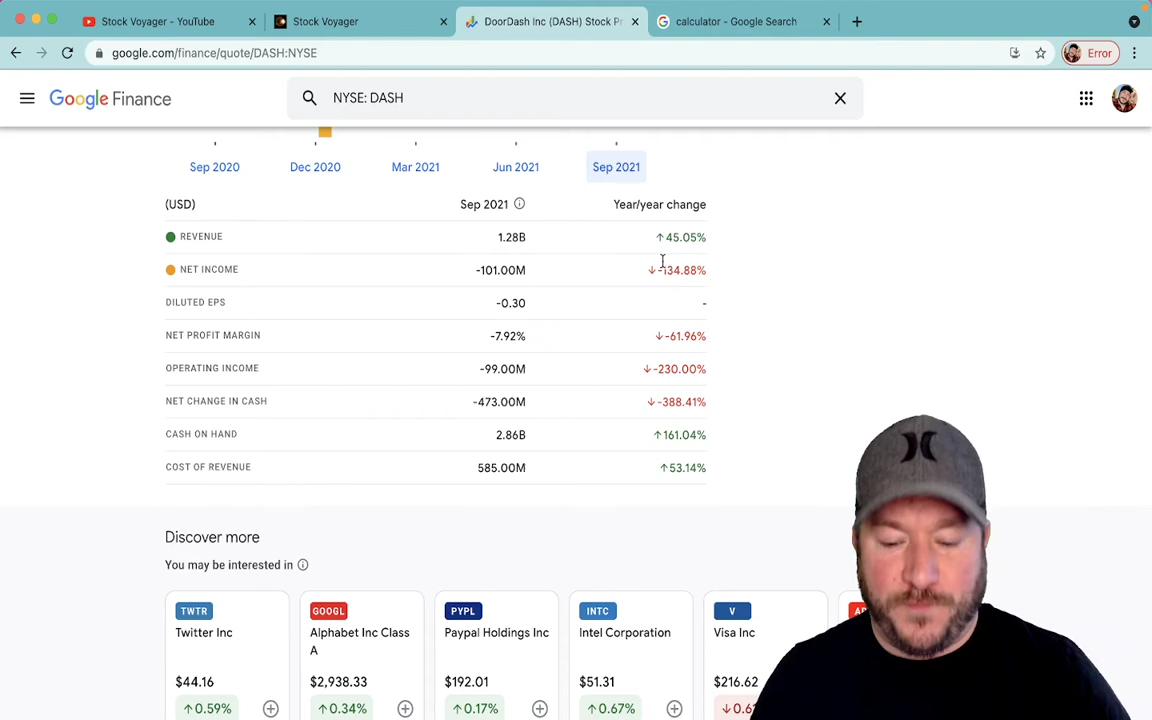 Stock Voyager - YouTube
Stock Voyager
DoorDash Inc (DASH) Stock Pr
calculator - Google Search
google.com/finance/quote/DASH:NYSE
Error
Google Finance
NYSE: DASH
Sep 2020
Dec 2020
Mar 2021
Jun 2021
Sep 2021
(USD) Sep 2021 Year/year change
REVENUE 1.28B ↑45.05%
NET INCOME -101.00M ↓-134.88%
DILUTED EPS -0.30 -
NET PROFIT MARGIN -7.92% ↓-61.96%
OPERATING INCOME -99.00M ↓-230.00%
NET CHANGE IN CASH -473.00M ↓-388.41%
CASH ON HAND 2.86B ↑161.04%
COST OF REVENUE 585.00M ↑53.14%
Discover more
You may be interested in
TWTR
Twitter Inc
$44.16
↑0.59%
GOOGL
Alphabet Inc Class
A
$2,938.33
↑0.34%
PYPL
Paypal Holdings Inc
$192.01
↑0.17%
INTC
Intel Corporation
$51.31
↑0.67%
V
Visa Inc
$216.62